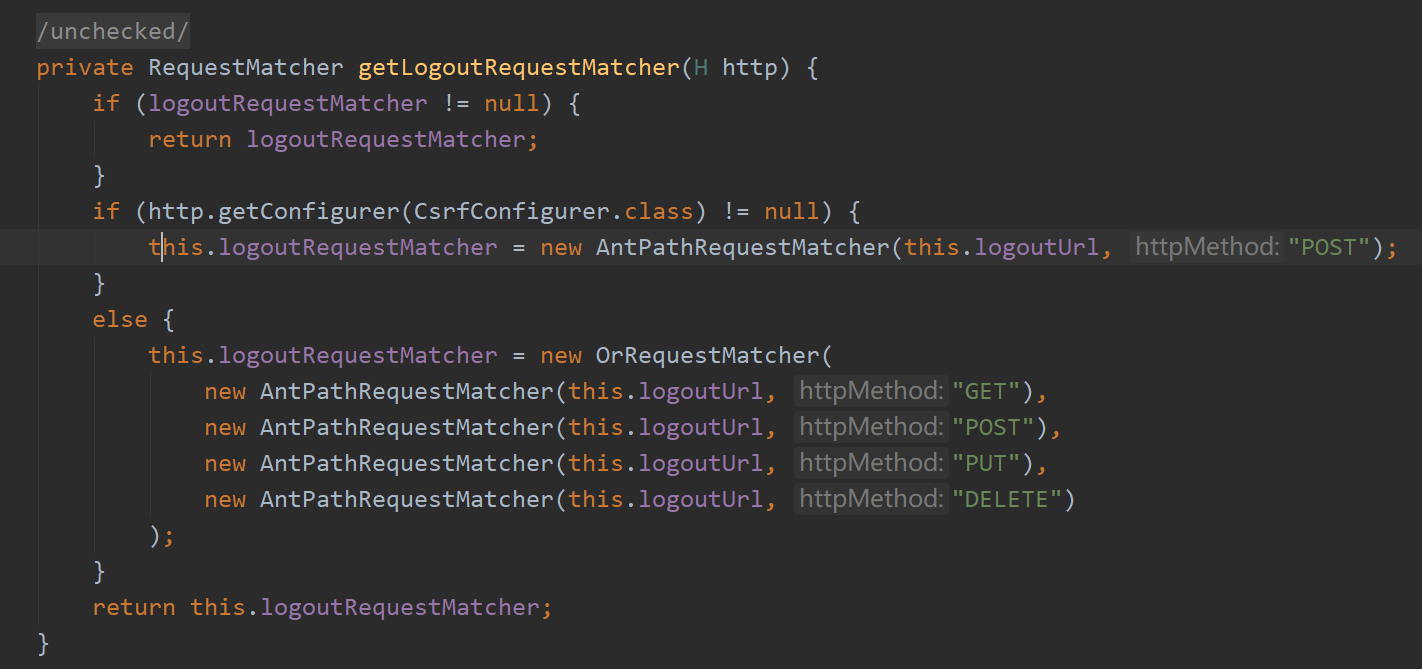 /unchecked/
private RequestMatcher getLogoutRequestMatcher(H http) {
if (logoutRequestMatcher != null) {
return logoutRequestMatcher;
}
if (http.getConfigurer(CsrfConfigurer.class) != null) {
this.logoutRequestMatcher = new AntPathRequestMatcher(this.logoutUrl, httpMethod: "POST");
}
else {
this.logoutRequestMatcher = new OrRequestMatcher(
new AntPathRequestMatcher(this.logoutUrl, httpMethod: "GET"),
new AntPathRequestMatcher(this.logoutUrl, httpMethod: "POST"),
new AntPathRequestMatcher(this.logoutUrl, httpMethod: "PUT"),
new AntPathRequestMatcher(this.logoutUrl, httpMethod: "DELETE")
);
}
return this.logoutRequestMatcher;
}